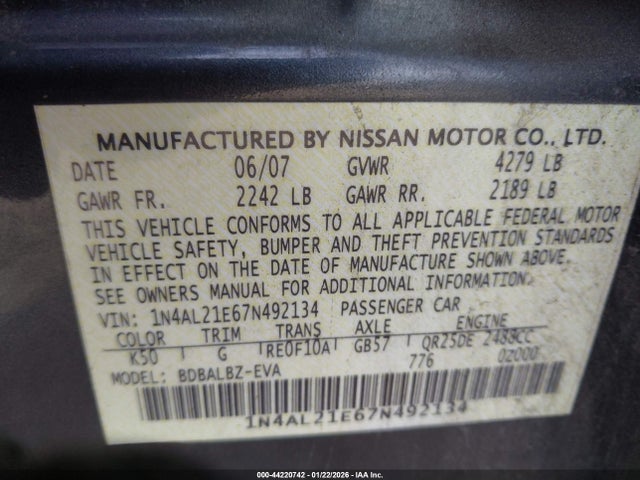 MANUFACTURED BY NISSAN MOTOR CO., LTD.
DATE 06/07 GVWR 4279 LB
GAWR FR. 2242 LB GAWR RR. 2189 LB
THIS VEHICLE CONFORMS TO ALL APPLICABLE FEDERAL MOTOR
VEHICLE SAFETY, BUMPER AND THEFT PREVENTION STANDARDS
IN EFFECT ON THE DATE OF MANUFACTURE SHOWN ABOVE.
SEE OWNERS MANUAL FOR ADDITIONAL INFORMATION.
VIN: 1N4AL21E67N492134 PASSENGER CAR
COLOR TRIM TRANS AXLE ENGINE
K50 G RE0F10A GB57 QR25DE 2488CC
MODEL: BDBALBZ-EVA 776 02000
1N4AL21E67N492134
000-44220742 - 01/22/2026 - IAA Inc.